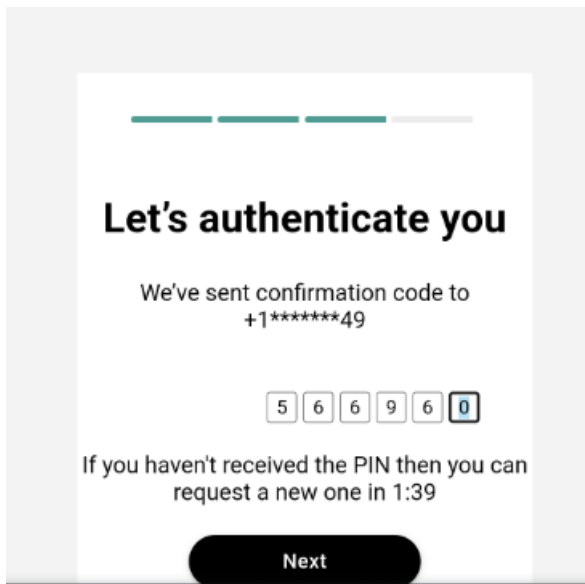 Let's authenticate you
We've sent confirmation code to
+1*******49
5 6 6 9 6 0
If you haven't received the PIN then you can
request a new one in 1:39
Next